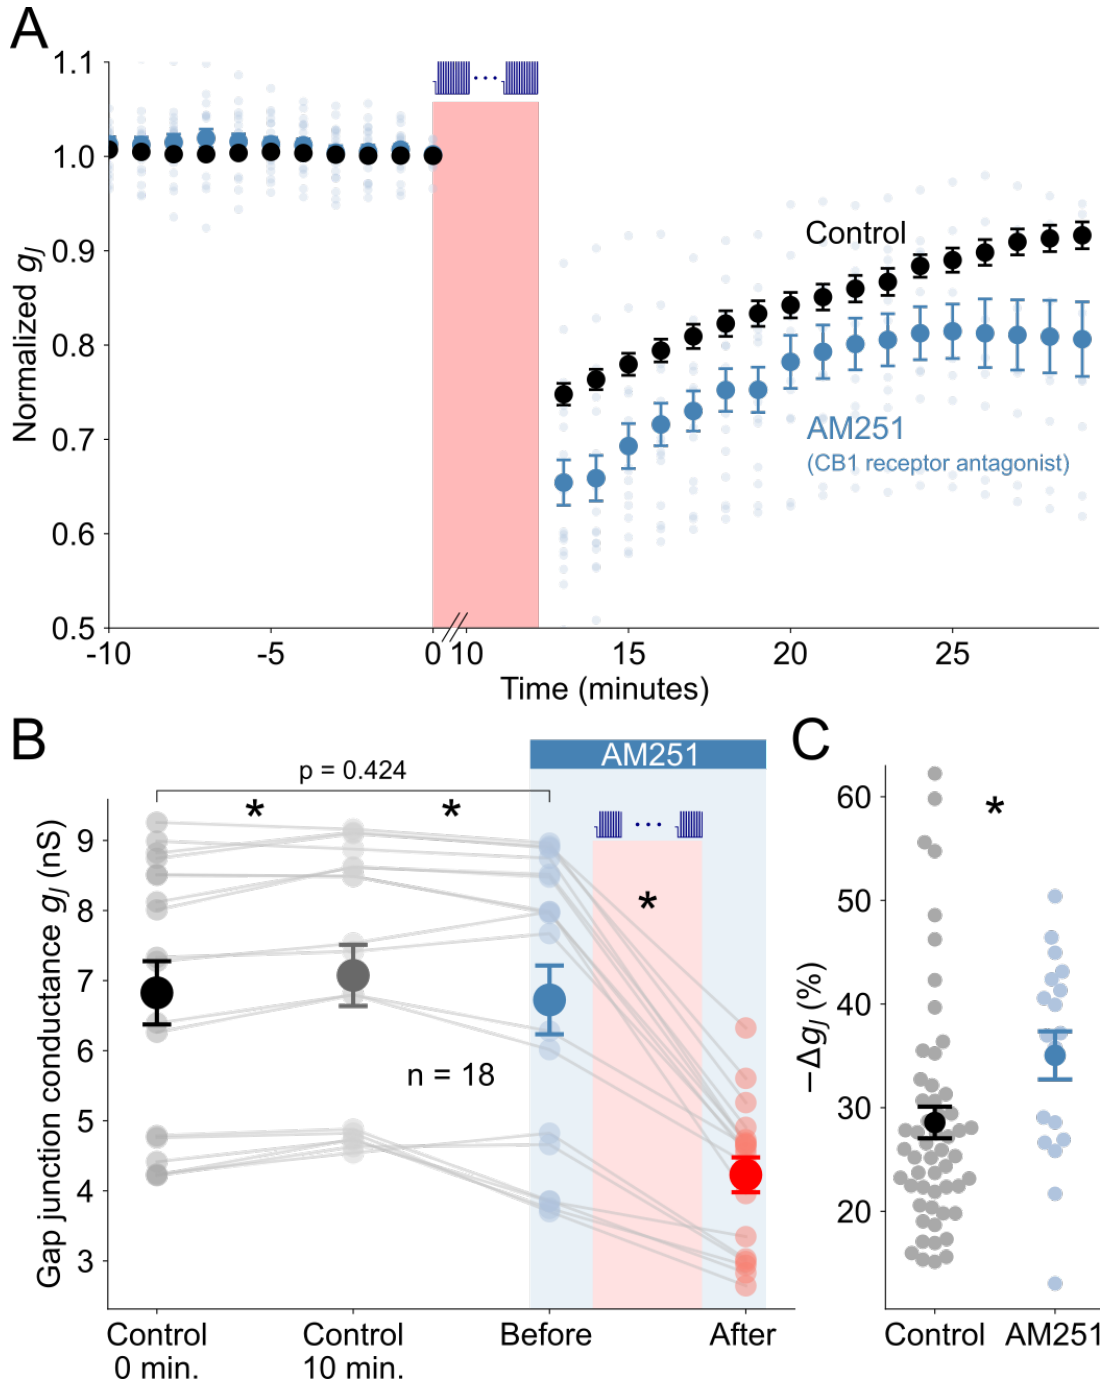 A
1.1
1.0
0.9
0.8
0.7
0.6
0.5
Normalized gJ
Control
AM251
(CB1 receptor antagonist)
-10
-5
0
10
15
20
25
Time (minutes)
B
AM251
p = 0.424
*
*
*
9
8
7
6
5
4
3
Gap junction conductance gJ (nS)
n = 18
Control
0 min.
Control
10 min.
Before
After
C
60
50
40
30
20
−ΔgJ (%)
*
Control
AM251